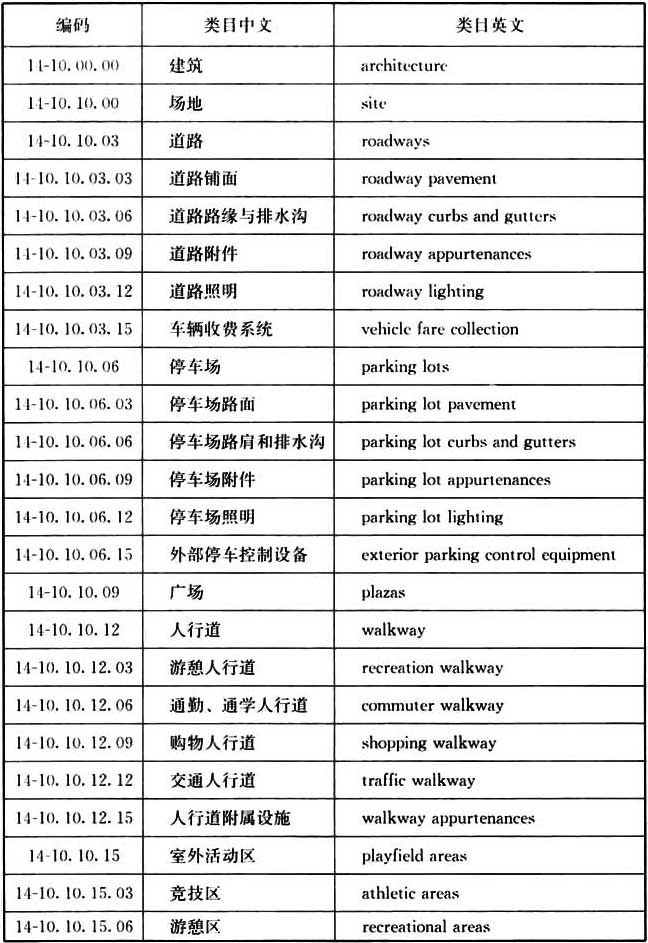 编码 类目中文 类目英文
14-10.00.00 建筑 architecture
14-10.10.00 场地 site
14-10.10.03 道路 roadways
14-10.10.03.03 道路铺面 roadway pavement
14-10.10.03.06 道路路缘与排水沟 roadway curbs and gutters
14-10.10.03.09 道路附件 roadway appurtenances
14-10.10.03.12 道路照明 roadway lighting
14-10.10.03.15 车辆收费系统 vehicle fare collection
14-10.10.06 停车场 parking lots
14-10.10.06.03 停车场路面 parking lot pavement
14-10.10.06.06 停车场路肩和排水沟 parking lot curbs and gutters
14-10.10.06.09 停车场附件 parking lot appurtenances
14-10.10.06.12 停车场照明 parking lot lighting
14-10.10.06.15 外部停车控制设备 exterior parking control equipment
14-10.10.09 广场 plazas
14-10.10.12 人行道 walkway
14-10.10.12.03 游憩人行道 recreation walkway
14-10.10.12.06 通勤、通学人行道 commuter walkway
14-10.10.12.09 购物人行道 shopping walkway
14-10.10.12.12 交通人行道 traffic walkway
14-10.10.12.15 人行道附属设施 walkway appurtenances
14-10.10.15 室外活动区 playfield areas
14-10.10.15.03 竞技区 athletic areas
14-10.10.15.06 游憩区 recreational areas